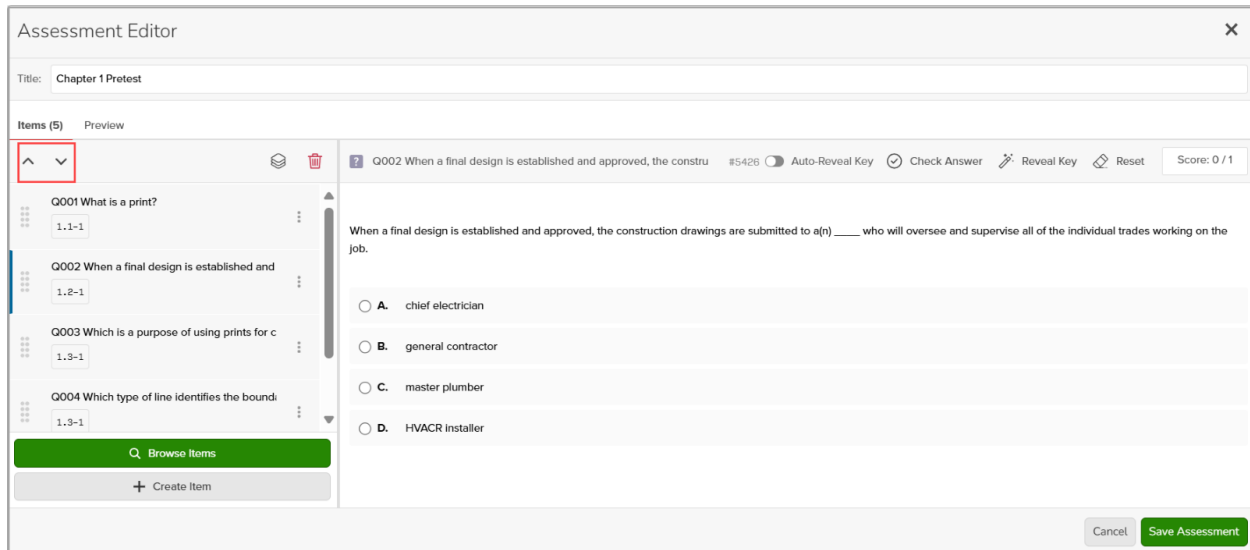 Assessment Editor
Title: Chapter 1 Pretest
Items (5) Preview
Q002 When a final design is established and approved, the constru #5426 Auto-Reveal Key Check Answer Reveal Key Reset Score: 0 / 1
Q001 What is a print?
1.1-1
Q002 When a final design is established and
1.2-1
Q003 Which is a purpose of using prints for c
1.3-1
Q004 Which type of line identifies the bounda
1.3-1
Browse Items
+ Create Item
When a final design is established and approved, the construction drawings are submitted to a(n) ____ who will oversee and supervise all of the individual trades working on the
job.
A. chief electrician
B. general contractor
C. master plumber
D. HVACR installer
Cancel Save Assessment